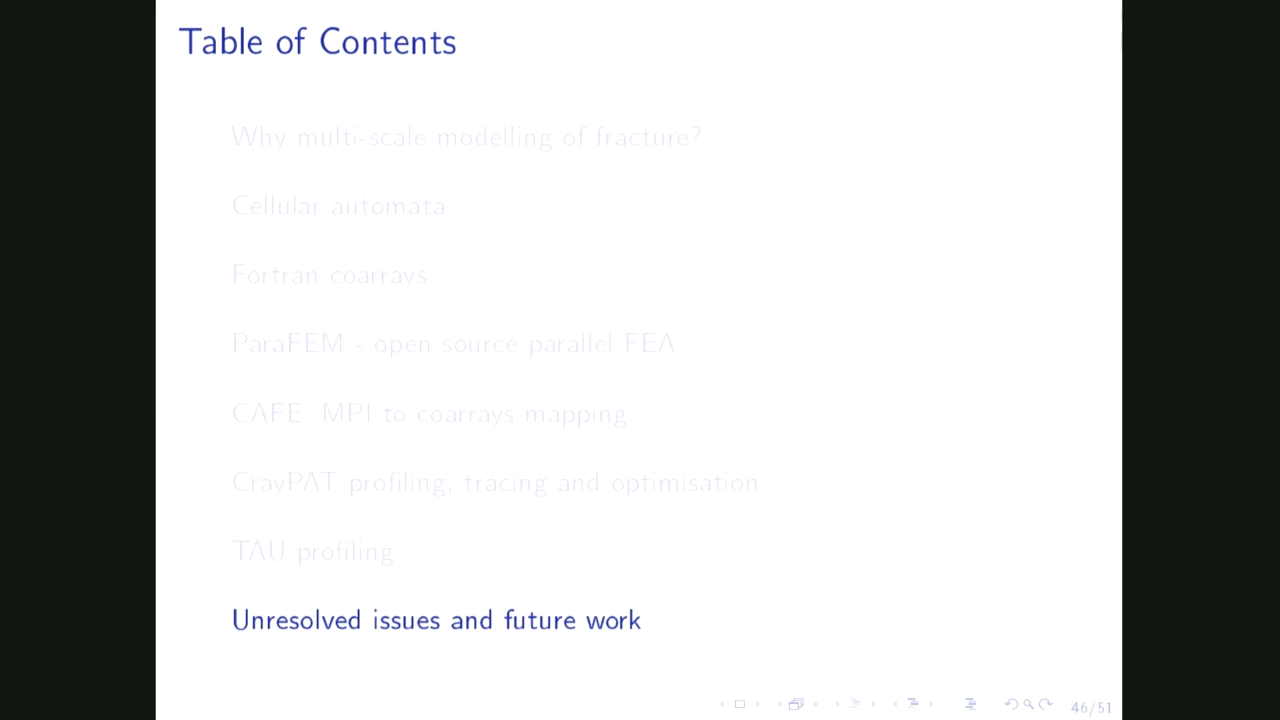 Table of Contents
Why multi-scale modelling of fracture?
Cellular automata
Fortran coarrays
ParaFEM - open source parallel FEA
CAFE MPI to coarrays mapping
CrayPAT profiling, tracing and optimisation
TAU profiling
Unresolved issues and future work
46/51